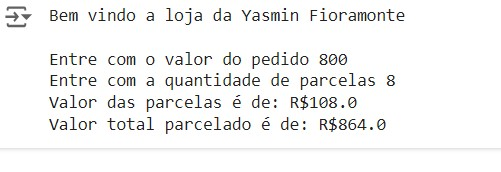 Bem vindo a loja da Yasmin Fioramonte
Entre com o valor do pedido 800
Entre com a quantidade de parcelas 8
Valor das parcelas é de: R$108.0
Valor total parcelado é de: R$864.0